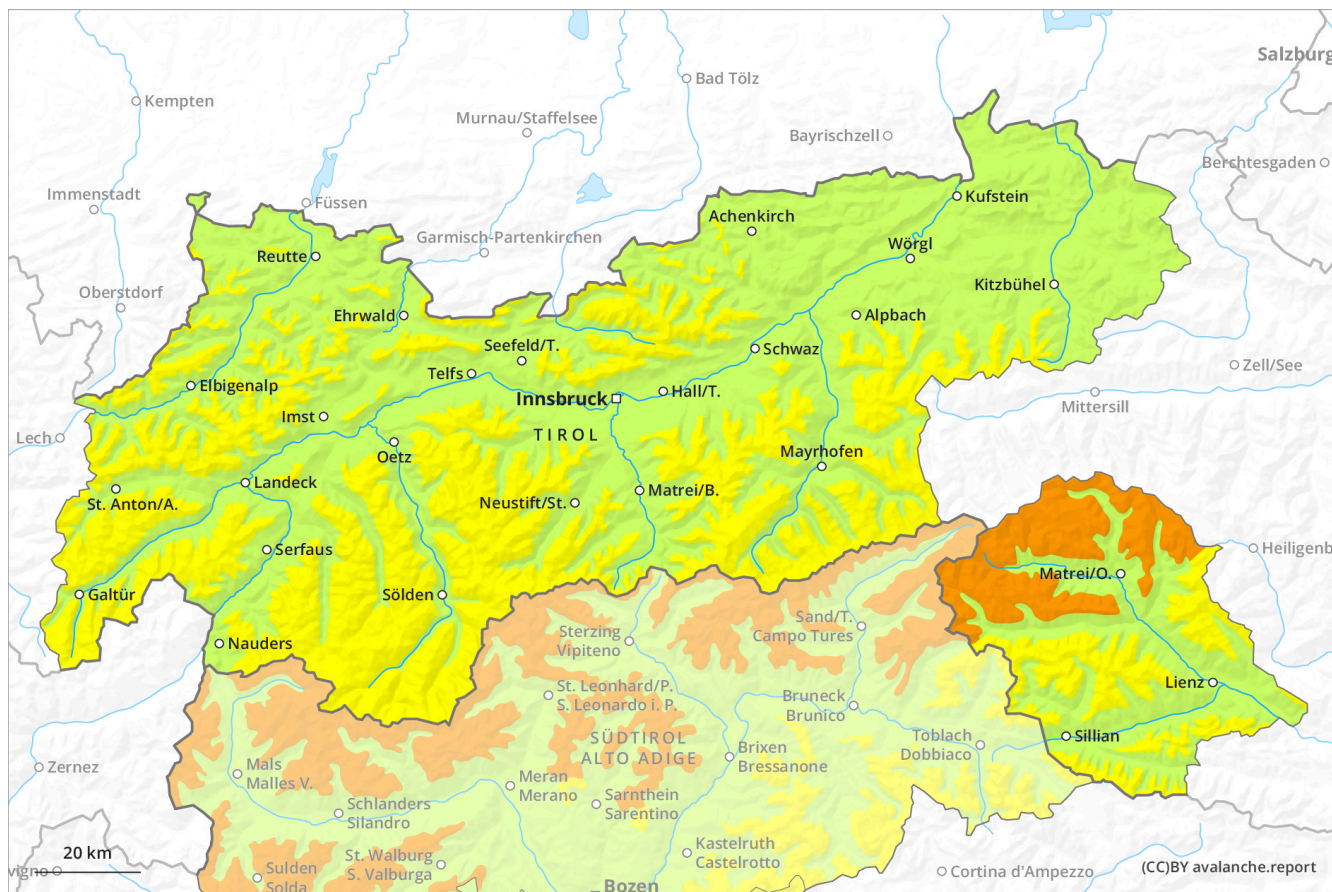 Salzburg
Bad Tölz
Kempten
Murnau/Staffelsee
Bayrischzell
Berchtesgaden
Immenstadt
Füssen
Kufstein
Achenkirch
Garmisch-Partenkirchen
Wörgl
Reutte
Kitzbühel
Oberstdorf
Ehrwald
Alpbach
Seefeld/T.
Schwaz
Zell/See
Telfs
Elbigenalp
Hall/T.
Innsbruck
Mittersill
Imst
TIROL
Lech
Oetz
Mayrhofen
Landeck
Matrei/B.
St. Anton/A.
Neustift/St.
Serfaus
Heiligenb
Matrei/O.
Galtür
Sölden
Sand/T.
Campo Tures
Sterzing
Vipiteno
Nauders
Lienz
St. Leonhard/P.
S. Leonardo i. P.
Bruneck
Brunico
SÜDTIROL
ALTO ADIGE
Toblach
Dobbiaco
Sillian
Brixen
Bressanone
Zernez
Mals
Malles V.
Meran
Merano
Sarnthein
Sarentino
Schlanders
Silandro
20 km
Kastelruth
Castelrotto
St. Walburg
S. Valburga
vigno
Sulden
Solda
Cortina d'Ampezzo
(CC)BY avalanche.report
Bozen